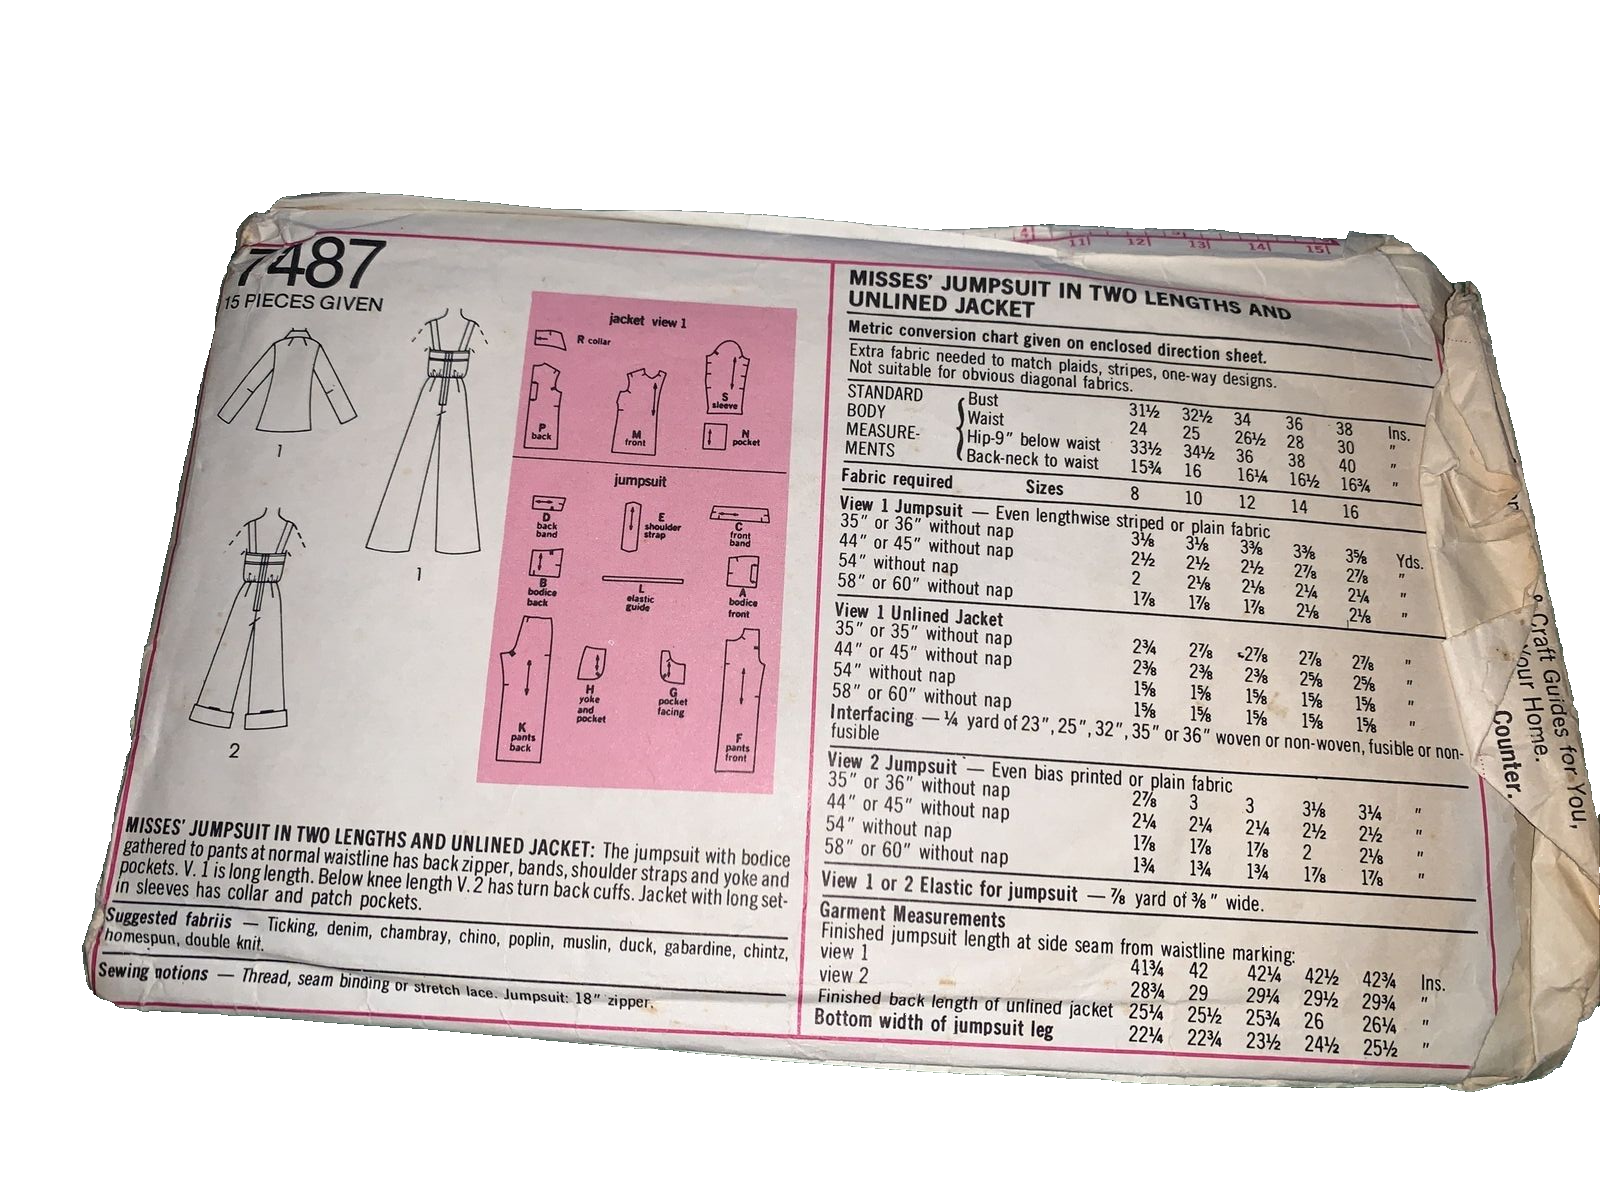 7487
15 PIECES GIVEN
1
1
2
jacket view 1
R collar
P
back
M
front
S
sleeve
N
pocket
jumpsuit
D
back
band
E
shoulder
strap
C
front
band
B
bodice
back
L
elastic
guide
A
bodice
front
K
pants
back
H
yoke
and
pocket
G
pocket
facing
F
pants
front
MISSES' JUMPSUIT IN TWO LENGTHS AND UNLINED JACKET: The jumpsuit with bodice
gathered to pants at normal waistline has back zipper, bands, shoulder straps and yoke and
pockets. V. 1 is long length. Below knee length V. 2 has turn back cuffs. Jacket with long set-
in sleeves has collar and patch pockets.
Suggested fabriis — Ticking, denim, chambray, chino, poplin, muslin, duck, gabardine, chintz,
homespun, double knit.
Sewing notions — Thread, seam binding or stretch lace. Jumpsuit: 18" zipper.
4 11 12 13 14 15
MISSES' JUMPSUIT IN TWO LENGTHS AND
UNLINED JACKET
Metric conversion chart given on enclosed direction sheet.
Extra fabric needed to match plaids, stripes, one-way designs.
Not suitable for obvious diagonal fabrics.
STANDARD BODY MEASURE-MENTS
Bust 31½ 32½ 34 36 38 Ins.
Waist 24 25 26½ 28 30 "
Hip-9" below waist 33½ 34½ 36 38 40 "
Back-neck to waist 15¾ 16 16¼ 16½ 16¾ "
Fabric required Sizes 8 10 12 14 16
View 1 Jumpsuit — Even lengthwise striped or plain fabric
35" or 36" without nap 3⅛ 3⅛ 3⅜ 3⅜ 3⅝ Yds.
44" or 45" without nap 2½ 2½ 2½ 2⅞ 2⅞ "
54" without nap 2 2⅛ 2⅛ 2¼ 2¼ "
58" or 60" without nap 1⅞ 1⅞ 1⅞ 2⅛ 2⅛ "
View 1 Unlined Jacket
35" or 35" without nap 2¾ 2⅞ 2⅞ 2⅞ 2⅞ "
44" or 45" without nap 2⅜ 2⅜ 2⅜ 2⅝ 2⅝ "
54" without nap 1⅝ 1⅝ 1⅝ 1⅝ 1⅝ "
58" or 60" without nap 1⅝ 1⅝ 1⅝ 1⅝ 1⅝ "
Interfacing — ¼ yard of 23", 25", 32", 35" or 36" woven or non-woven, fusible or non-
fusible
View 2 Jumpsuit — Even bias printed or plain fabric
35" or 36" without nap 2⅞ 3 3 3⅛ 3¼ "
44" or 45" without nap 2¼ 2¼ 2¼ 2½ 2½ "
54" without nap 1⅞ 1⅞ 1⅞ 2 2⅛ "
58" or 60" without nap 1¾ 1¾ 1¾ 1⅞ 1⅞ "
View 1 or 2 Elastic for jumpsuit — ⅞ yard of ⅜" wide.
Garment Measurements
Finished jumpsuit length at side seam from waistline marking:
view 1 41¾ 42 42¼ 42½ 42¾ Ins.
view 2 28¾ 29 29¼ 29½ 29¾ "
Finished back length of unlined jacket 25¼ 25½ 25¾ 26 26¼ "
Bottom width of jumpsuit leg 22¼ 22¾ 23½ 24½ 25½ "
Craft Guides for You,
Your Home.
Counter.